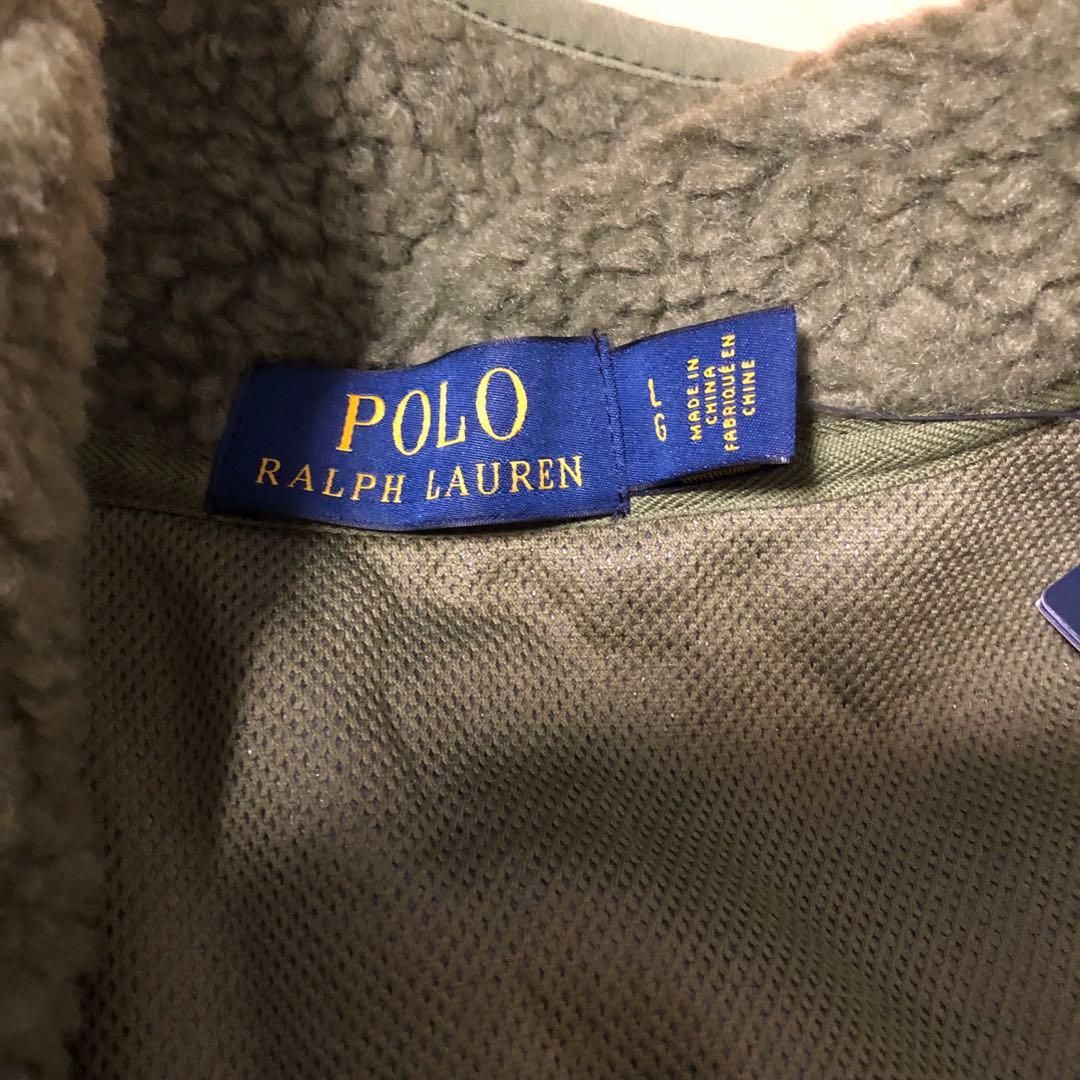 POLO
RALPH LAUREN
L G
MADE IN
CHINA
FABRIQUÉ EN
CHINE